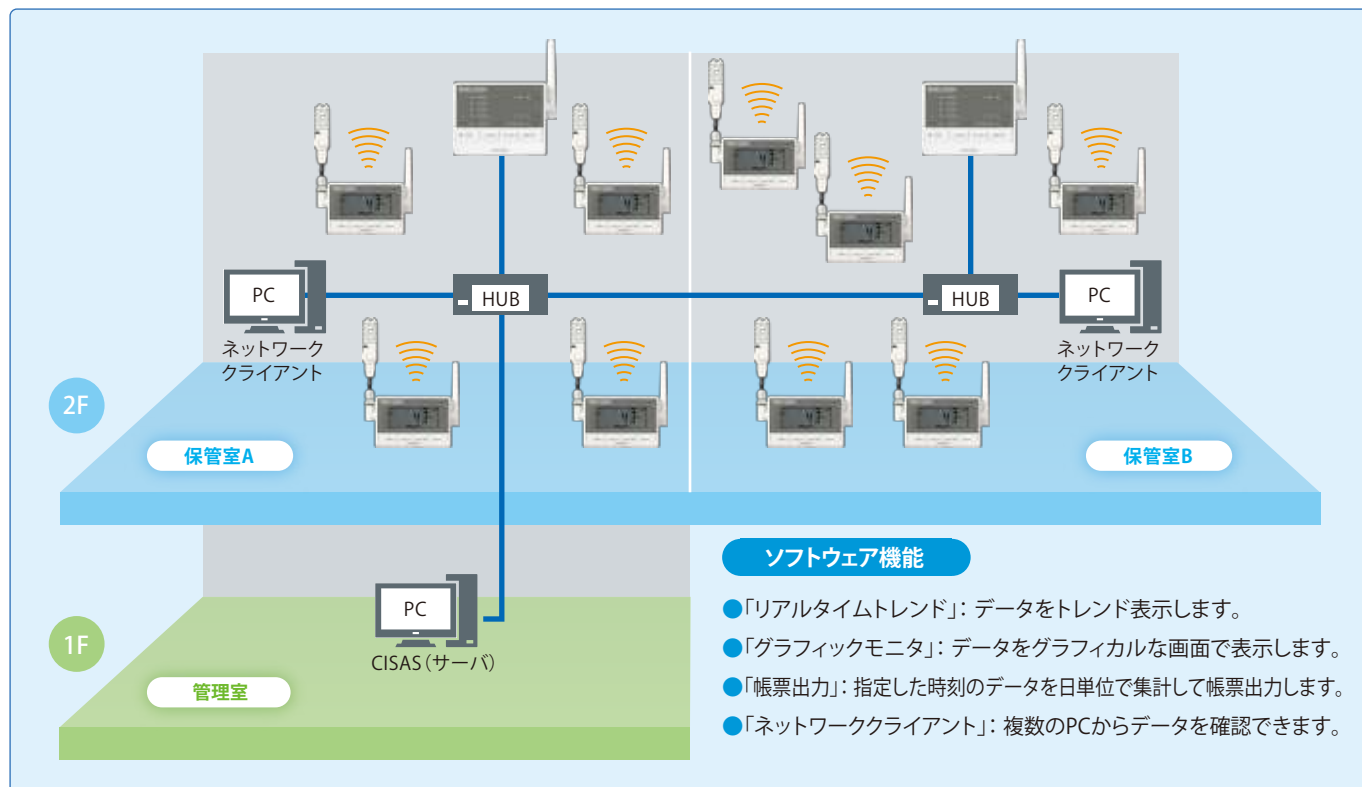 PC
HUB
HUB
PC
ネットワーク
クライアント
ネットワーク
クライアント
2F
保管室A
保管室B
ソフトウェア機能
●「リアルタイムトレンド」：データをトレンド表示します。
●「グラフィックモニタ」：データをグラフィカルな画面で表示します。
●「帳票出力」：指定した時刻のデータを日単位で集計して帳票出力します。
●「ネットワーククライアント」：複数のPCからデータを確認できます。
1F
PC
CISAS（サーバ）
管理室